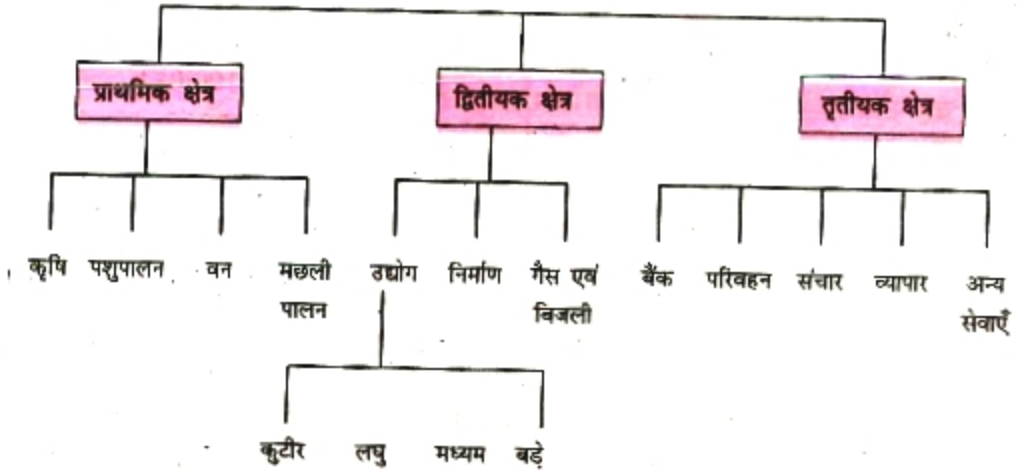 प्राथमिक क्षेत्र द्वितीयक क्षेत्र तृतीयक क्षेत्र
कृषि पशुपालन वन मछली पालन उद्योग निर्माण गैस एवं बिजली बैंक परिवहन संचार व्यापार अन्य सेवाएँ
कुटीर लघु मध्यम बड़े